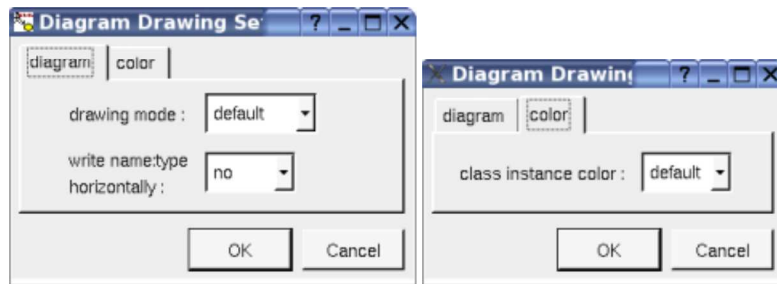 Diagram Drawing Se
diagram color
drawing mode : default
write name:type
horizontally : no
OK Cancel
Diagram Drawing
diagram color
class instance color : default
OK Cancel